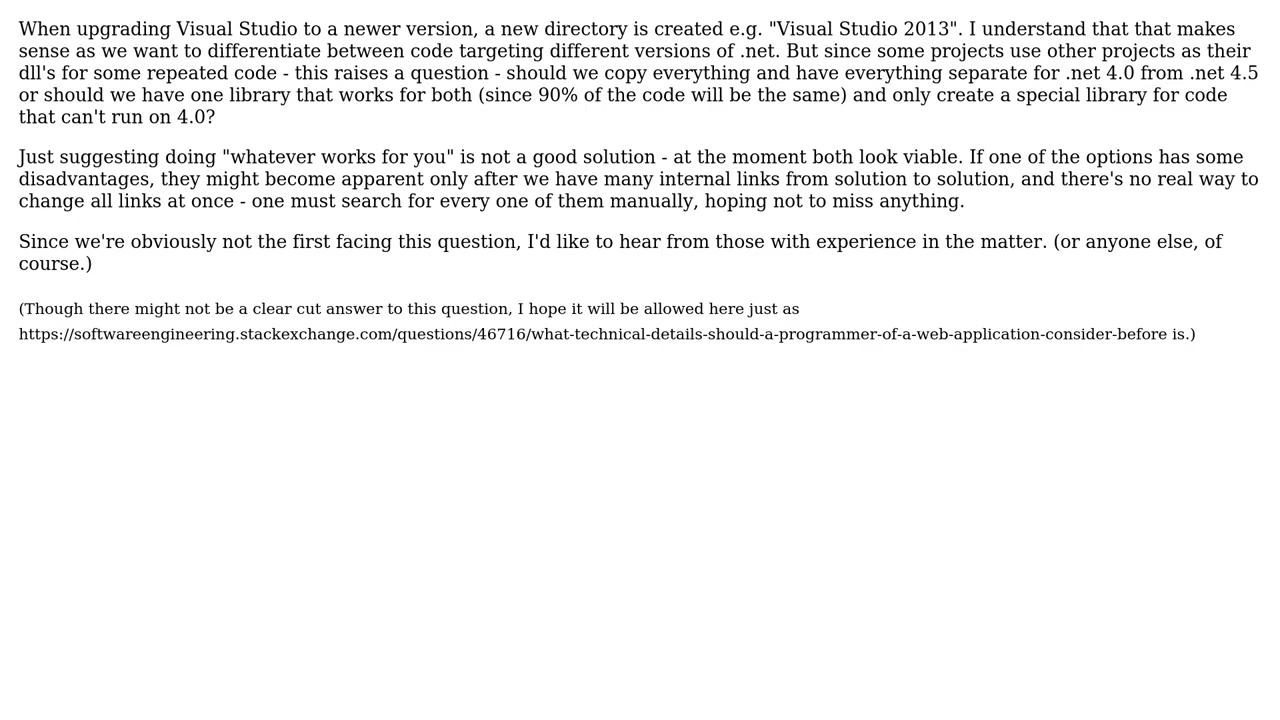 When upgrading Visual Studio to a newer version, a new directory is created e.g. "Visual Studio 2013". I understand that that makes
sense as we want to differentiate between code targeting different versions of .net. But since some projects use other projects as their
dll's for some repeated code - this raises a question - should we copy everything and have everything separate for .net 4.0 from .net 4.5
or should we have one library that works for both (since 90% of the code will be the same) and only create a special library for code
that can't run on 4.0?
Just suggesting doing "whatever works for you" is not a good solution - at the moment both look viable. If one of the options has some
disadvantages, they might become apparent only after we have many internal links from solution to solution, and there's no real way to
change all links at once - one must search for every one of them manually, hoping not to miss anything.
Since we're obviously not the first facing this question, I'd like to hear from those with experience in the matter. (or anyone else, of
course.)
(Though there might not be a clear cut answer to this question, I hope it will be allowed here just as
https://softwareengineering.stackexchange.com/questions/46716/what-technical-details-should-a-programmer-of-a-web-application-consider-before is.)